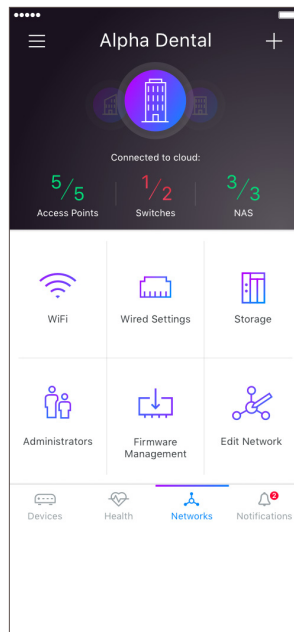 Alpha Dental
Connected to cloud:
5/5 1/2 3/3
Access Points Switches NAS
WiFi Wired Settings Storage
Administrators Firmware Management Edit Network
2
Devices Health Networks Notifications